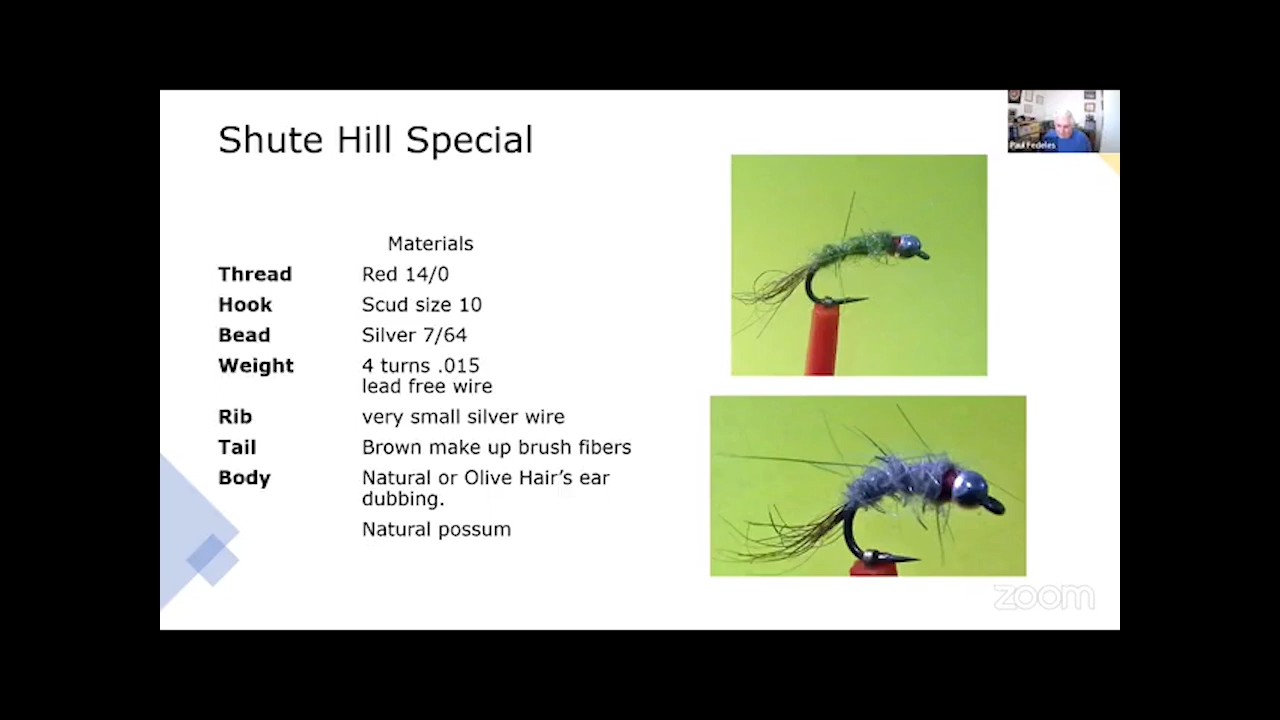 Shute Hill Special
Paul Fedeles
Materials
Thread Red 14/0
Hook Scud size 10
Bead Silver 7/64
Weight 4 turns .015
lead free wire
Rib very small silver wire
Tail Brown make up brush fibers
Body Natural or Olive Hair’s ear
dubbing.
Natural possum
zoom